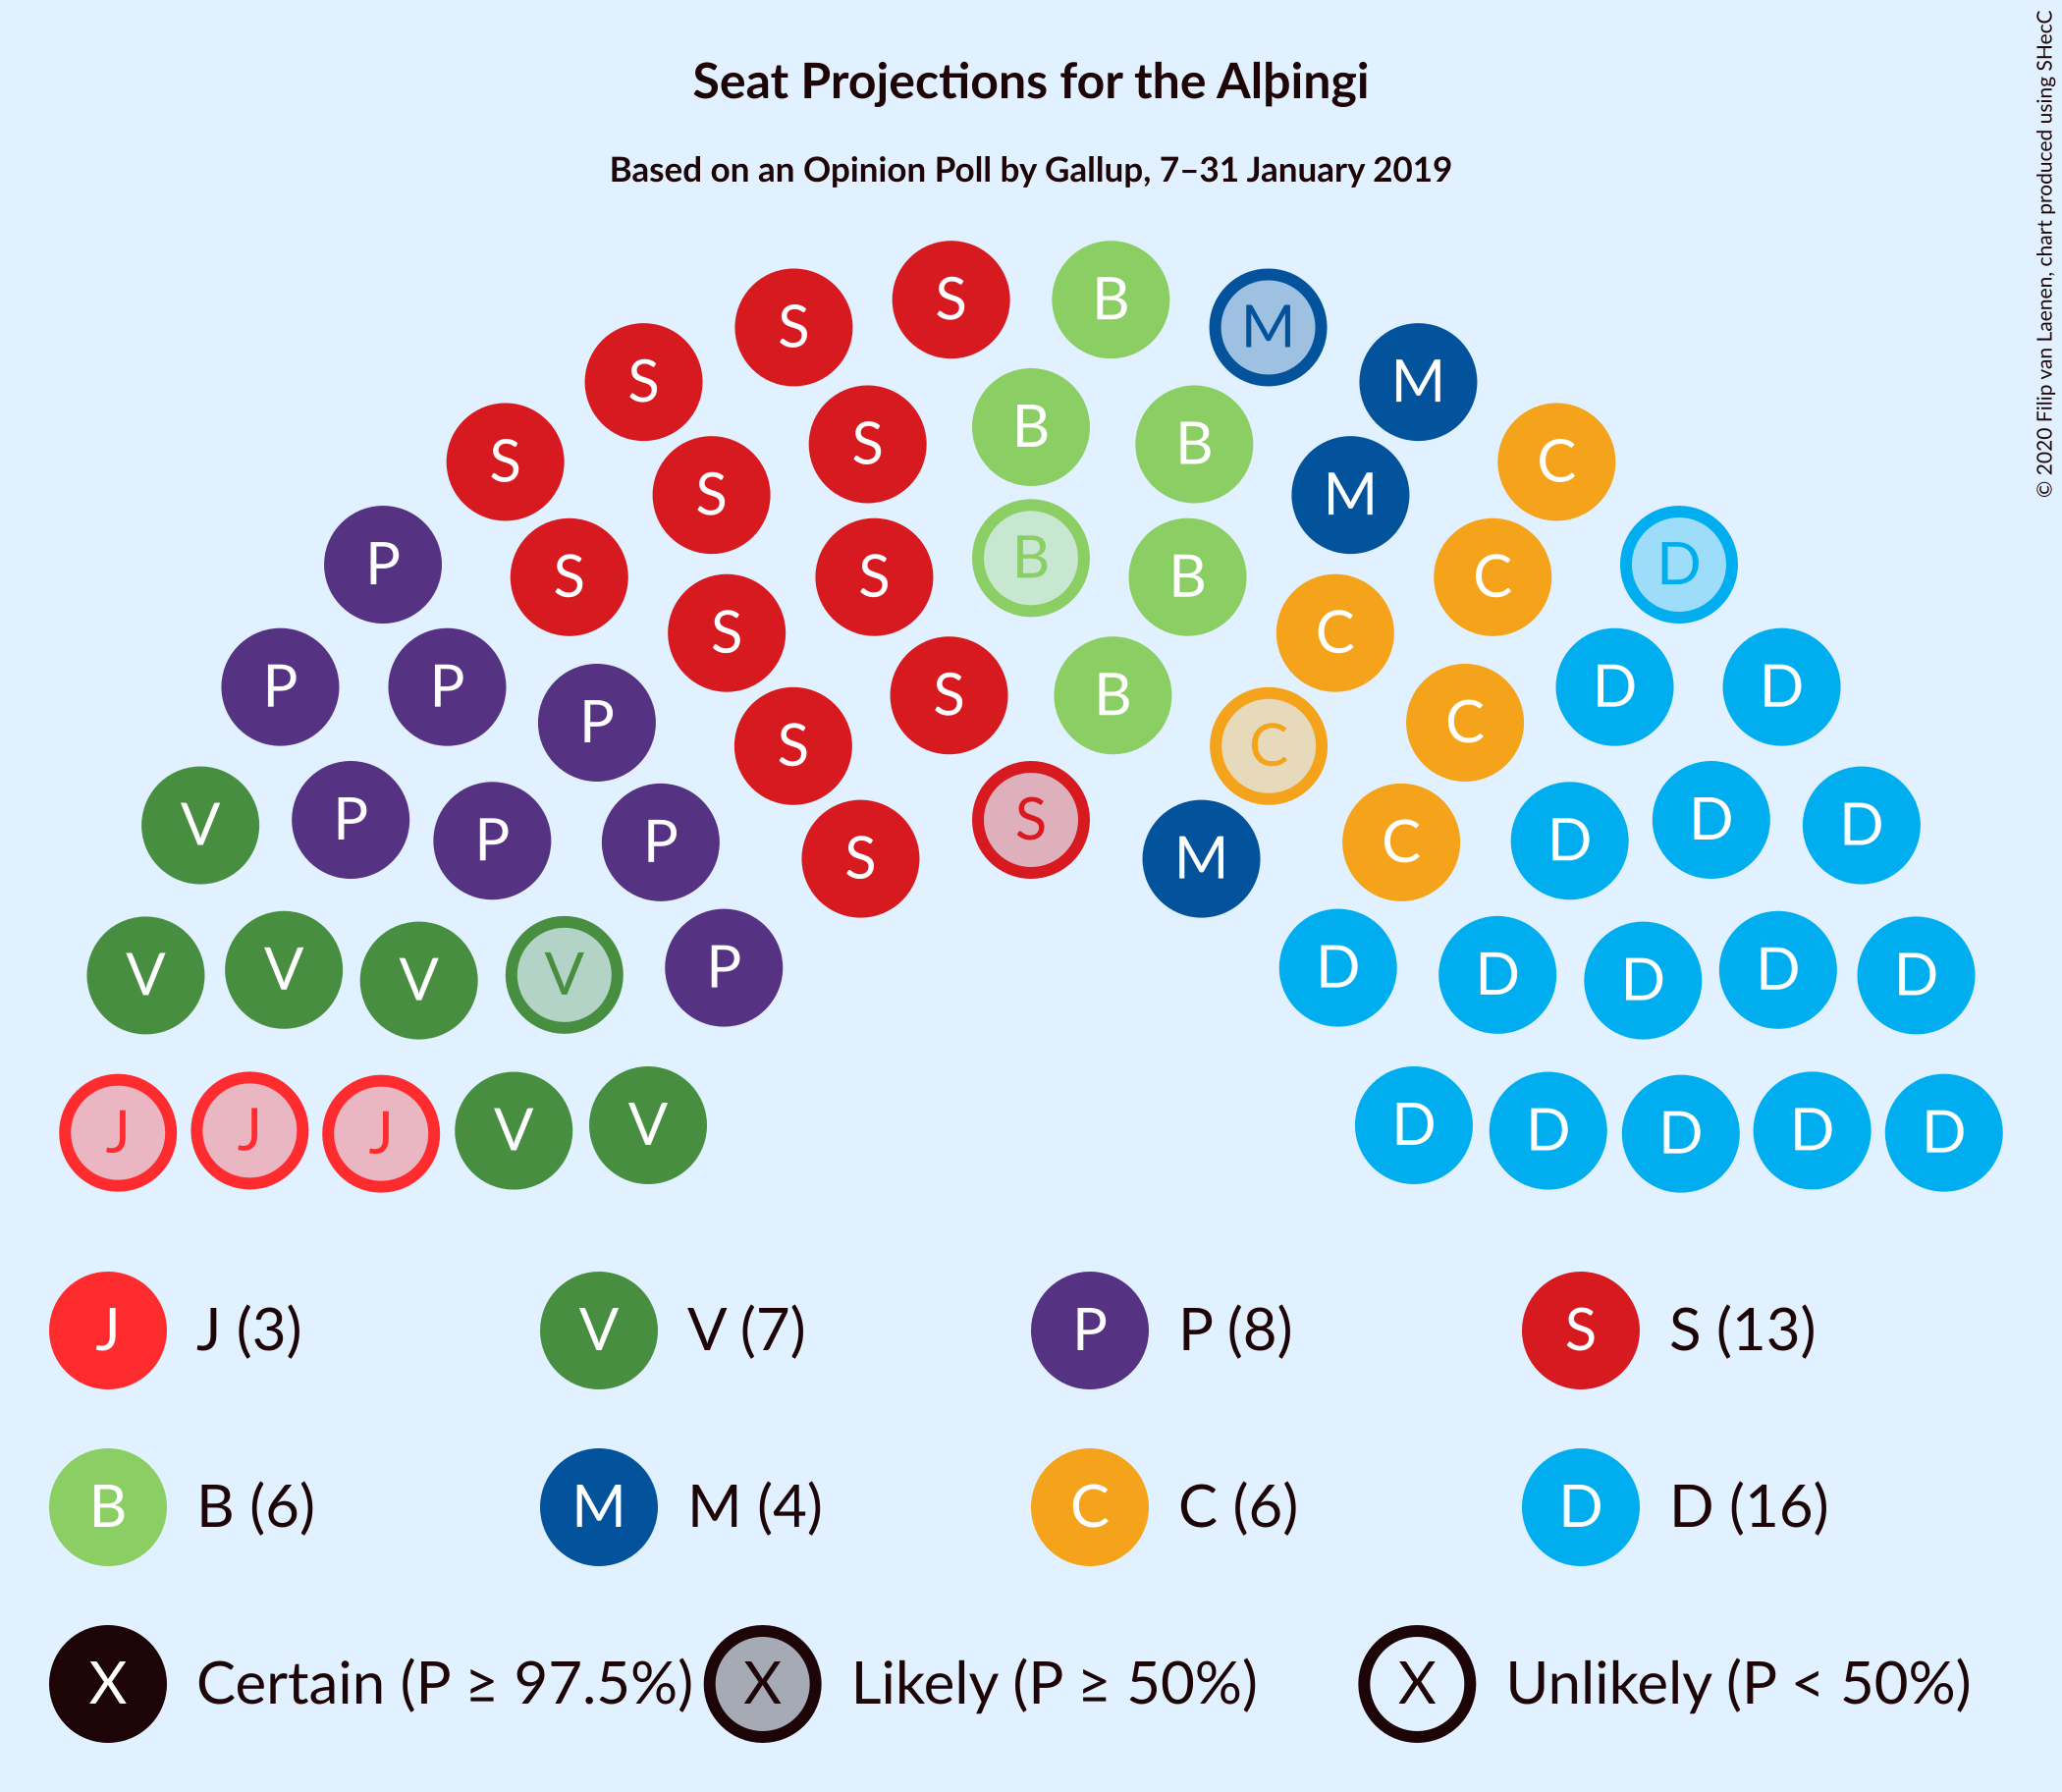 © 2020 Filip van Laenen, chart produced using SHecC
Seat Projections for the Alþingi
Based on an Opinion Poll by Gallup, 7–31 January 2019
S B
S M
S M
B
S B
S C
S M
B
P D
S S B C
S C
P P D D
S B
P C
S C
V P S D D
P P C D
S M
V V V V P D D D D D
J J J V V D D D D D
J J (3) V V (7) P P (8) S S (13)
B B (6) M M (4) C C (6) D D (16)
X Certain (P ≥ 97.5%) X Likely (P ≥ 50%) X Unlikely (P < 50%)